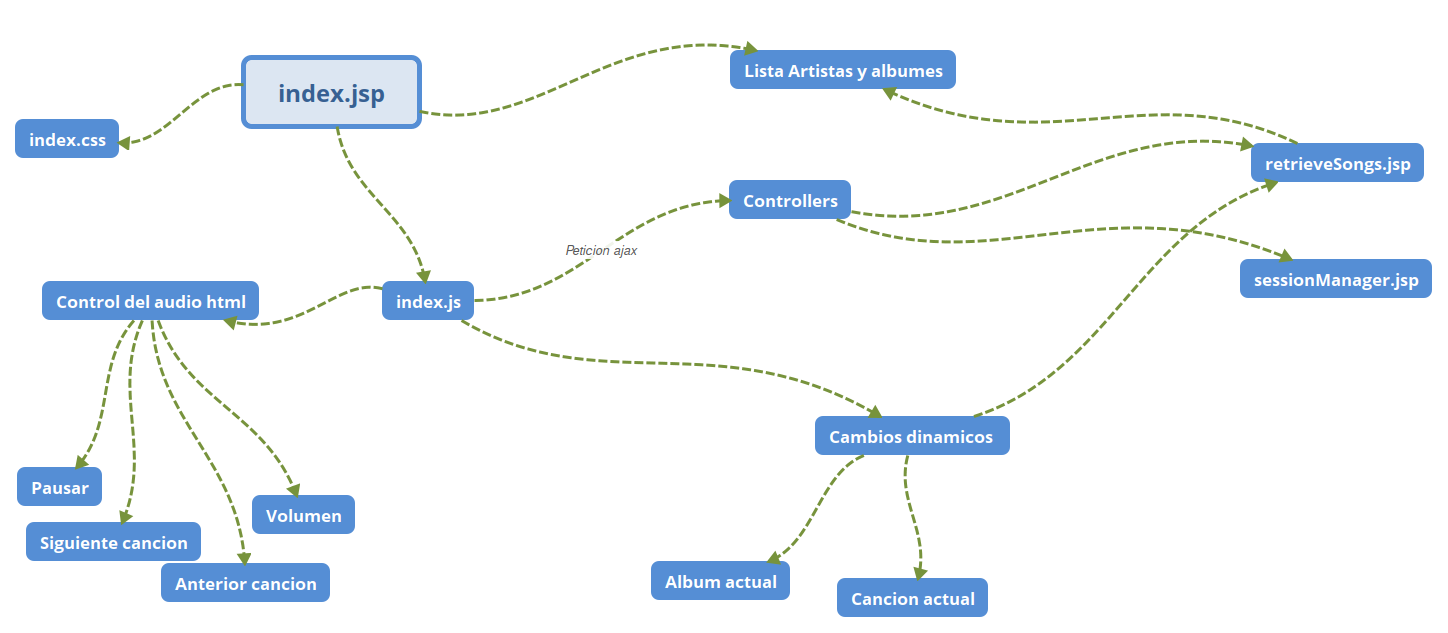 index.jsp
Lista Artistas y albumes
index.css
retrieveSongs.jsp
Controllers
Peticion ajax
sessionManager.jsp
Control del audio html
index.js
Cambios dinamicos
Pausar
Volumen
Siguiente cancion
Anterior cancion
Album actual
Cancion actual